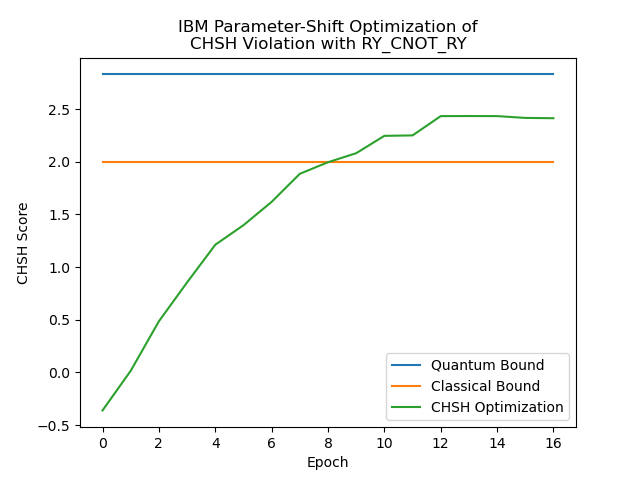 IBM Parameter-Shift Optimization of
CHSH Violation with RY_CNOT_RY
CHSH Score
2.5
2.0
1.5
1.0
0.5
0.0
−0.5
Quantum Bound
Classical Bound
CHSH Optimization
0 2 4 6 8 10 12 14 16
Epoch